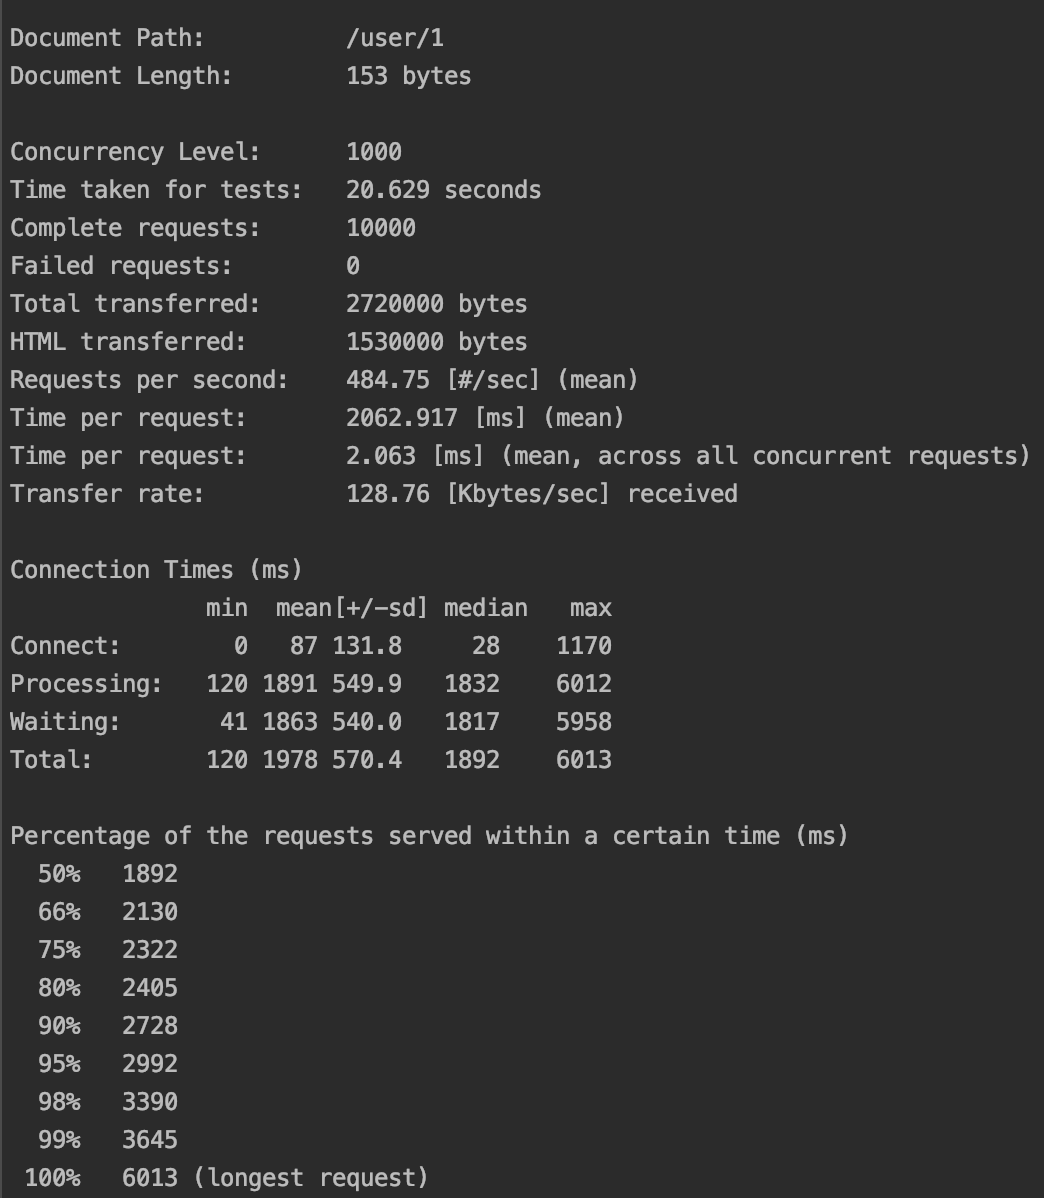 Document Path:          /user/1
Document Length:        153 bytes

Concurrency Level:      1000
Time taken for tests:   20.629 seconds
Complete requests:      10000
Failed requests:        0
Total transferred:      2720000 bytes
HTML transferred:       1530000 bytes
Requests per second:    484.75 [#/sec] (mean)
Time per request:       2062.917 [ms] (mean)
Time per request:       2.063 [ms] (mean, across all concurrent requests)
Transfer rate:          128.76 [Kbytes/sec] received

Connection Times (ms)
              min  mean[+/-sd] median   max
Connect:        0   87 131.8     28    1170
Processing:   120 1891 549.9   1832    6012
Waiting:       41 1863 540.0   1817    5958
Total:        120 1978 570.4   1892    6013

Percentage of the requests served within a certain time (ms)
  50%   1892
  66%   2130
  75%   2322
  80%   2405
  90%   2728
  95%   2992
  98%   3390
  99%   3645
 100%   6013 (longest request)